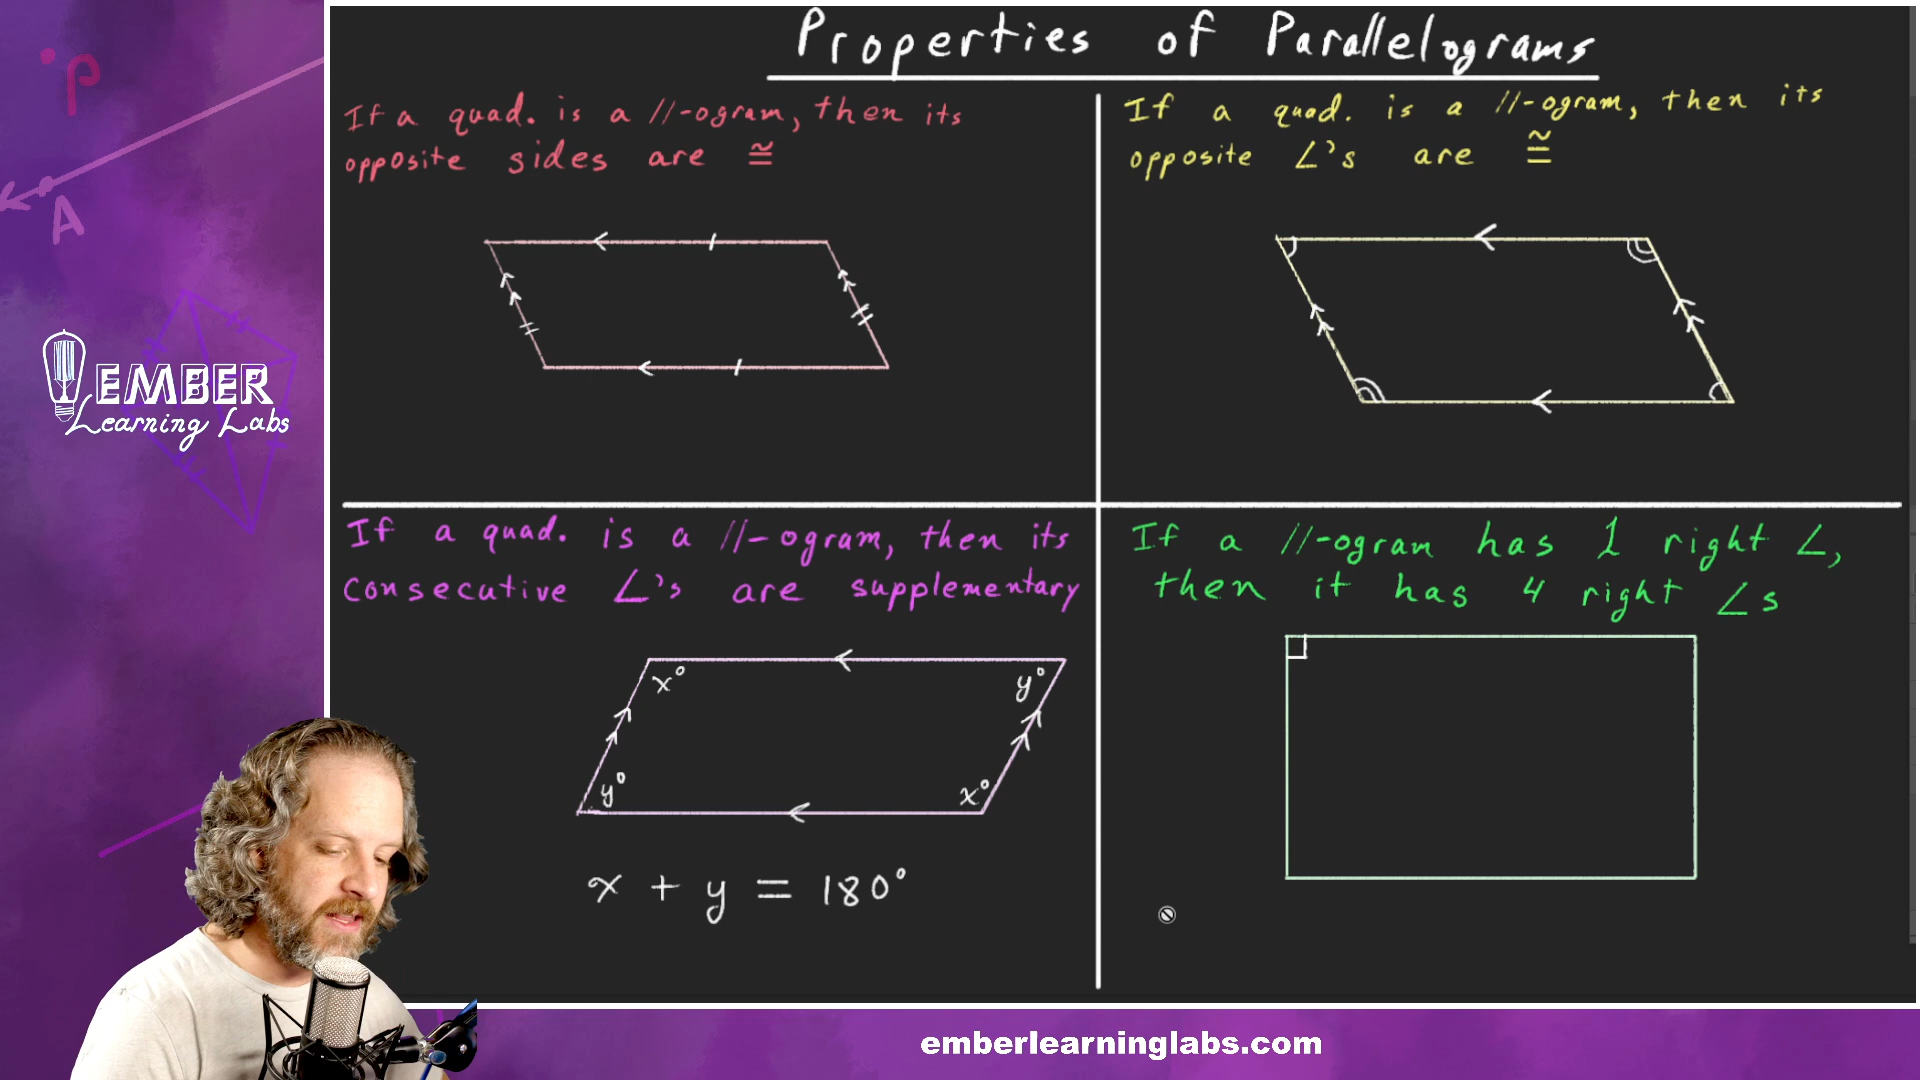 Properties of Parallelograms
If a quad. is a //-ogram, then its
opposite sides are ≅
If a quad. is a //-ogram, then its
opposite ∠'s are ≅
If a quad. is a //-ogram, then its
consecutive ∠'s are supplementary
x° y°
y° x°
x + y = 180°
If a //-ogram has 1 right ∠,
then it has 4 right ∠s
P
A
EMBER
Learning Labs
emberlearninglabs.com